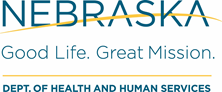 NEBRASKA
Good Life. Great Mission.
DEPT. OF HEALTH AND HUMAN SERVICES